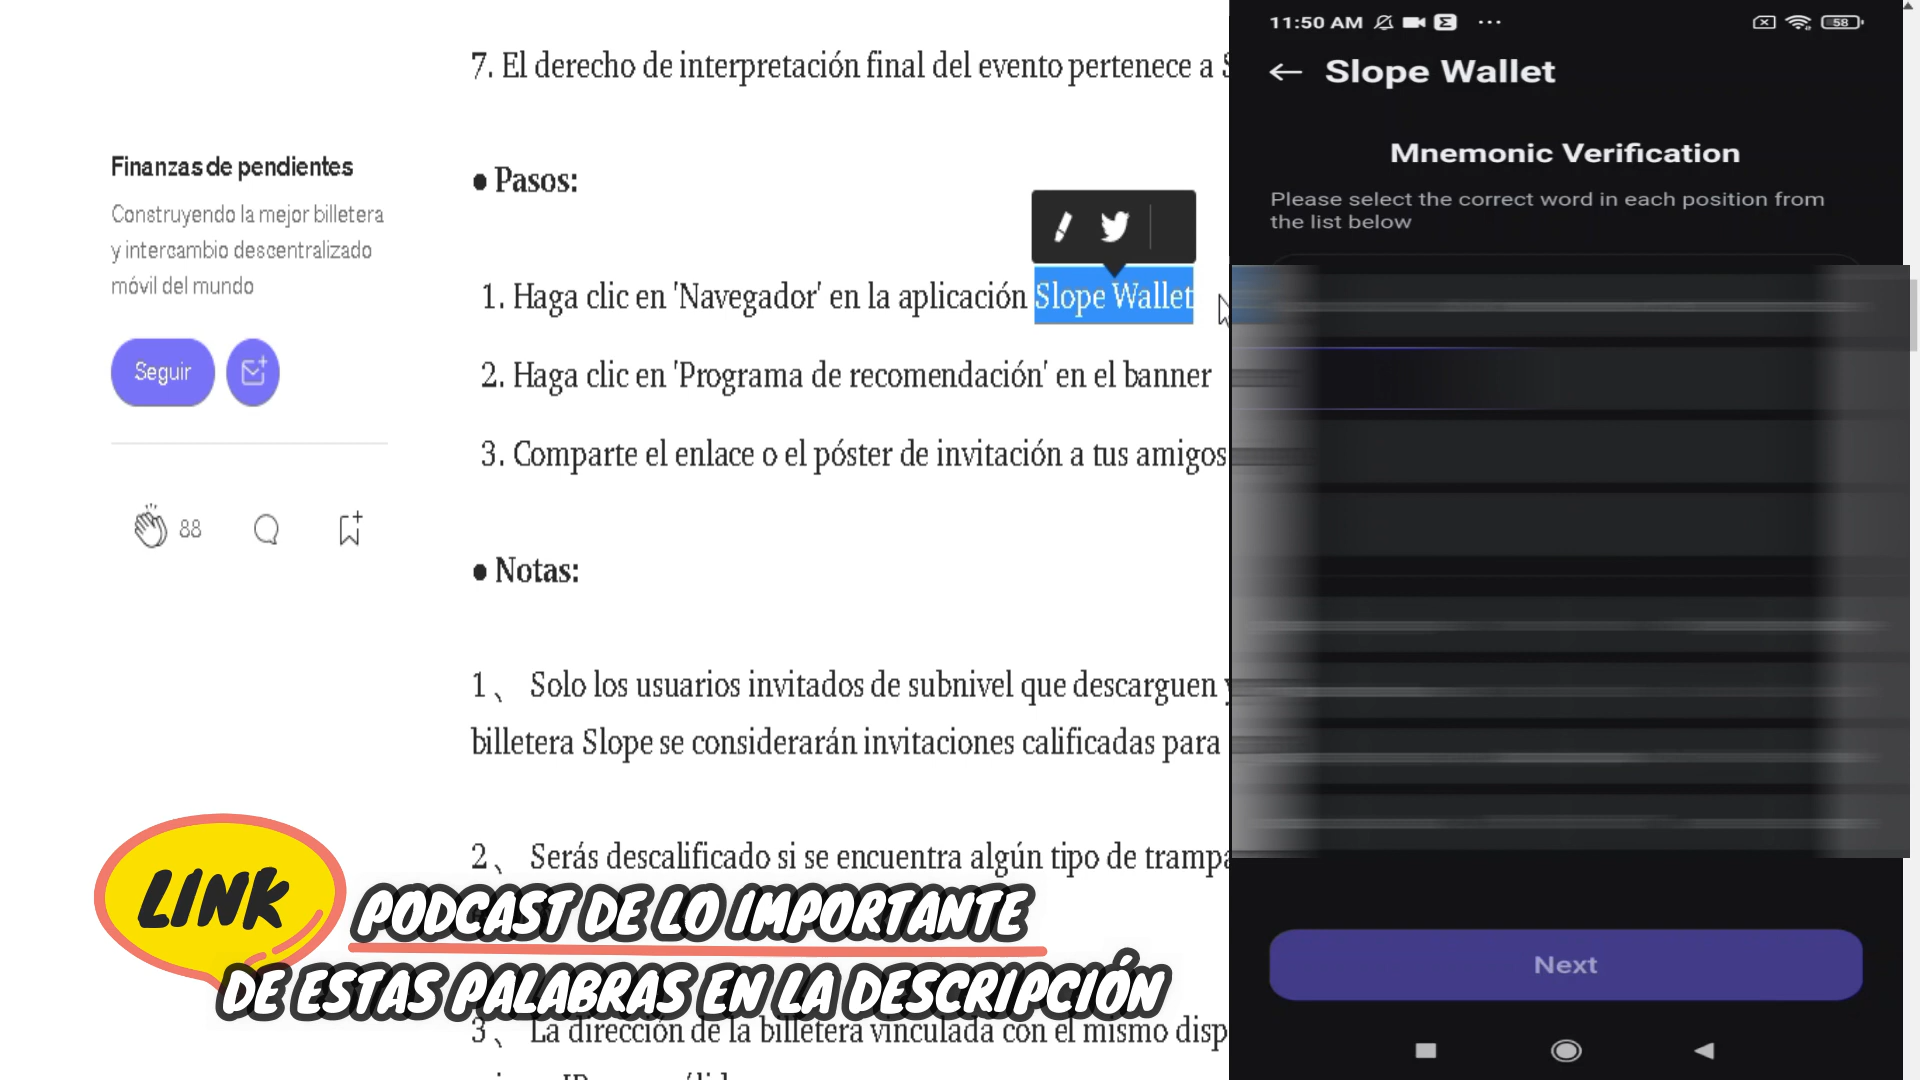 7. El derecho de interpretación final del evento pertenece a
Finanzas de pendientes
Construyendo la mejor billetera
y intercambio descentralizado
móvil del mundo
Seguir
88
● Pasos:
1. Haga clic en 'Navegador' en la aplicación Slope Wallet
2. Haga clic en 'Programa de recomendación' en el banner
3. Comparte el enlace o el póster de invitación a tus amigos
● Notas:
1、 Solo los usuarios invitados de subnivel que descarguen y
billetera Slope se considerarán invitaciones calificadas para
2、 Serás descalificado si se encuentra algún tipo de trampa
3、 La dirección de la billetera vinculada con el mismo disp
LINK
PODCAST DE LO IMPORTANTE
DE ESTAS PALABRAS EN LA DESCRIPCIÓN
11:50 AM
58
Slope Wallet
Mnemonic Verification
Please select the correct word in each position from
the list below
Next